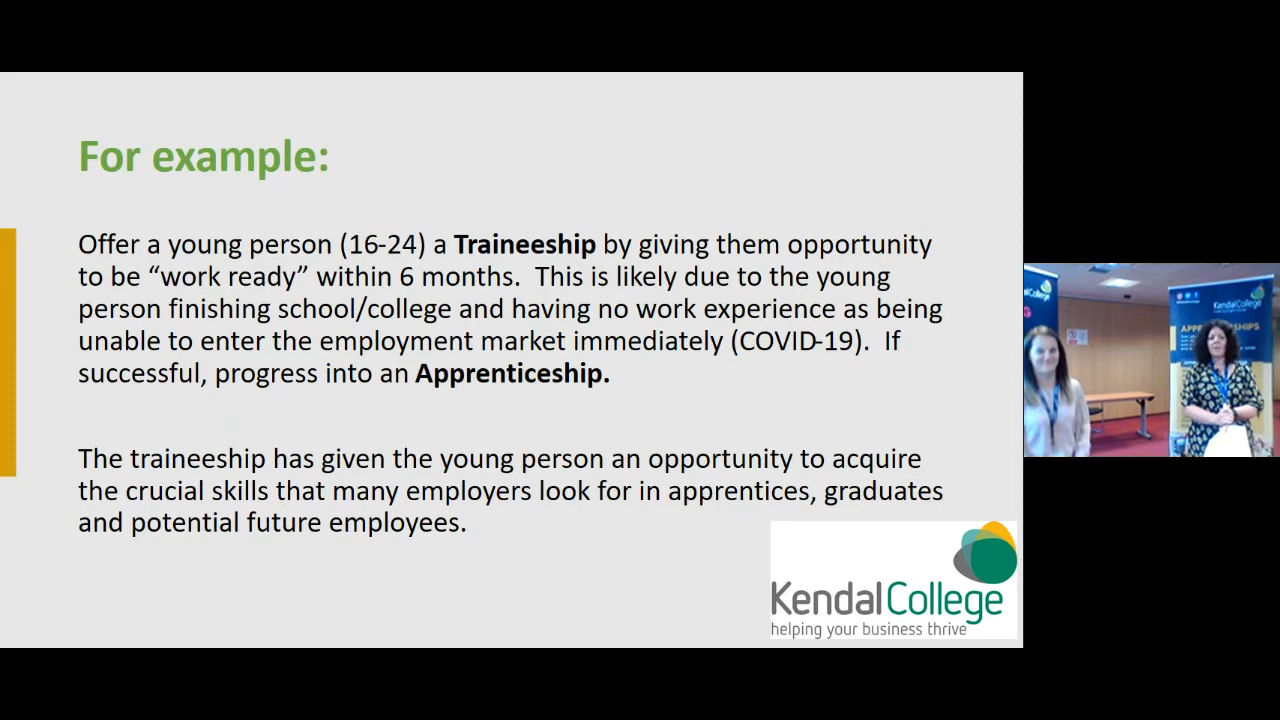 For example:
Offer a young person (16-24) a Traineeship by giving them opportunity
to be “work ready” within 6 months.  This is likely due to the young
person finishing school/college and having no work experience as being
unable to enter the employment market immediately (COVID-19).  If
successful, progress into an Apprenticeship.
The traineeship has given the young person an opportunity to acquire
the crucial skills that many employers look for in apprentices, graduates
and potential future employees.
KendalCollege
helping your business thrive
KendalCollege